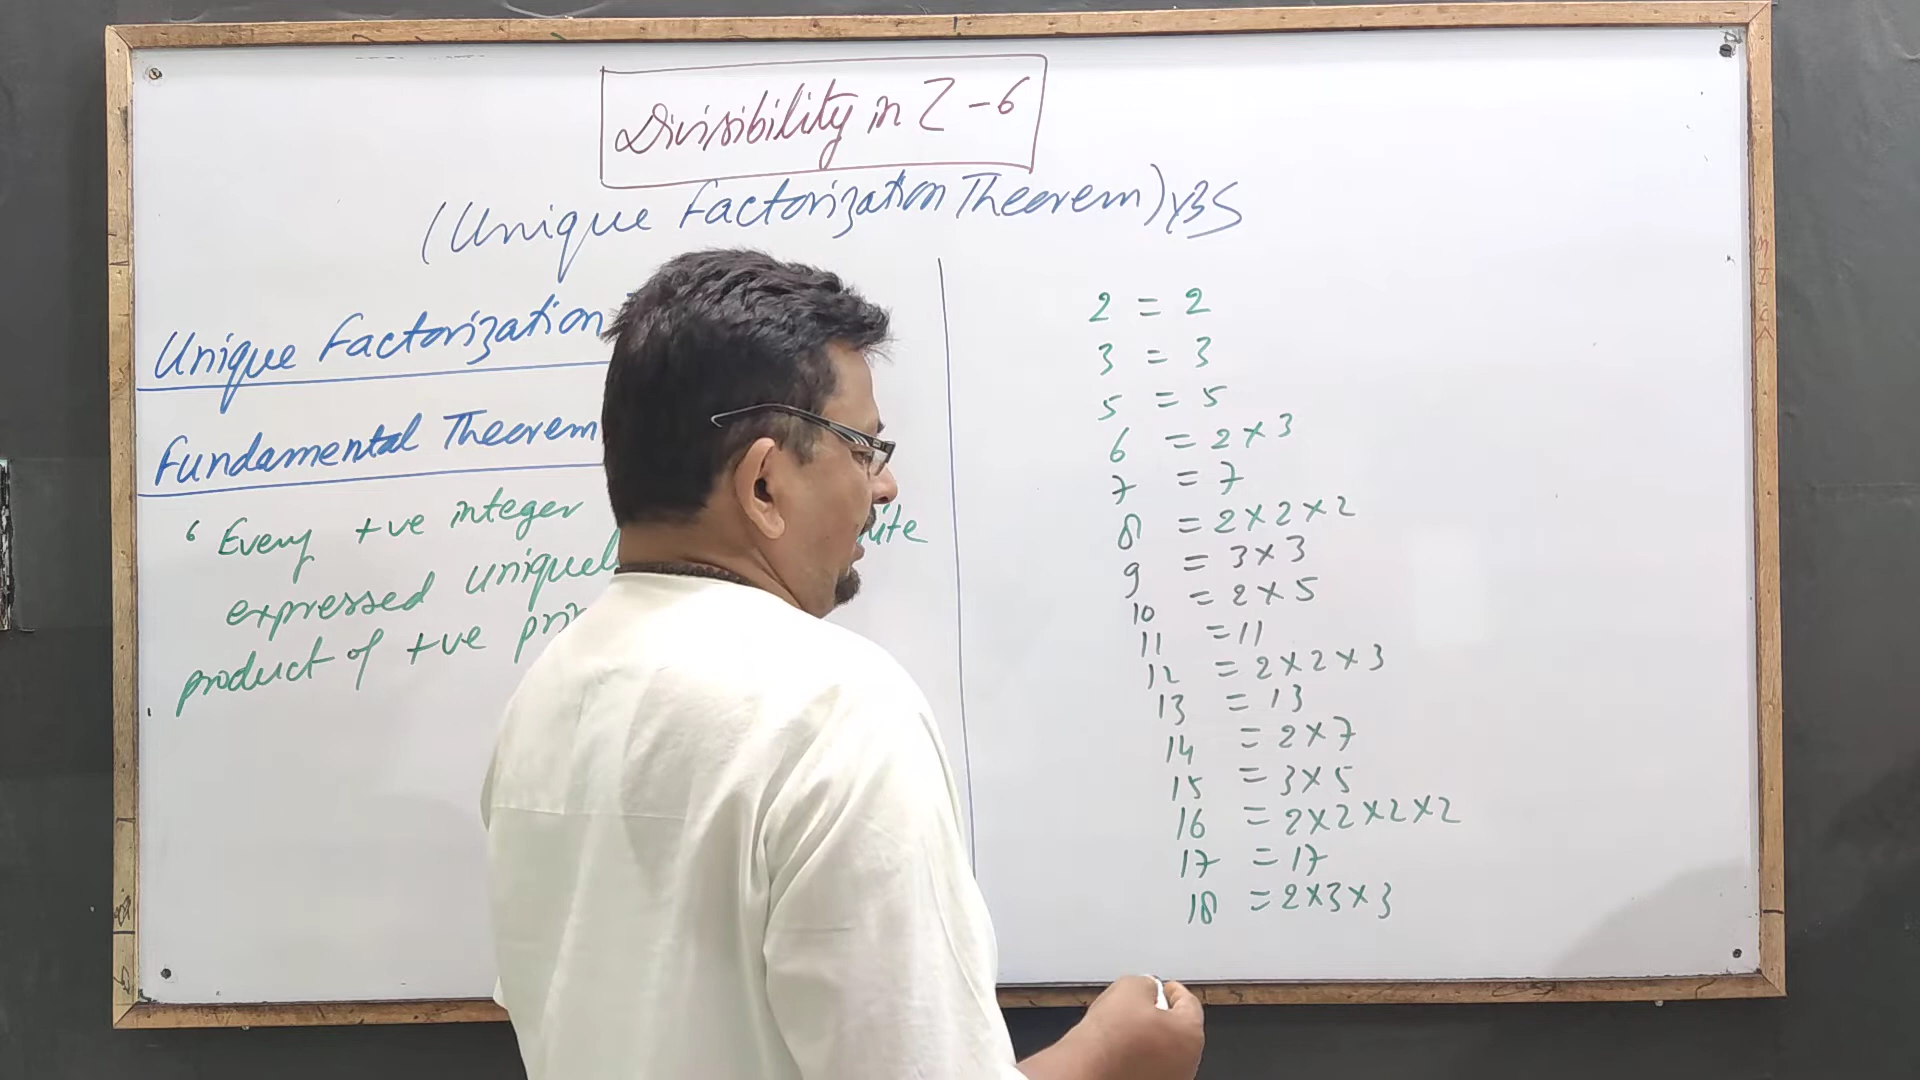 Divisibility in Z - 6
(Unique Factorization Theorem) YBS
Unique Factorization
Fundamental Theorem
" Every +ve integer
expressed uniquel
product of +ve pri
2 = 2
3 = 3
5 = 5
6 = 2 × 3
7 = 7
8 = 2 × 2 × 2
9 = 3 × 3
10 = 2 × 5
11 = 11
12 = 2 × 2 × 3
13 = 13
14 = 2 × 7
15 = 3 × 5
16 = 2 × 2 × 2 × 2
17 = 17
18 = 2 × 3 × 3